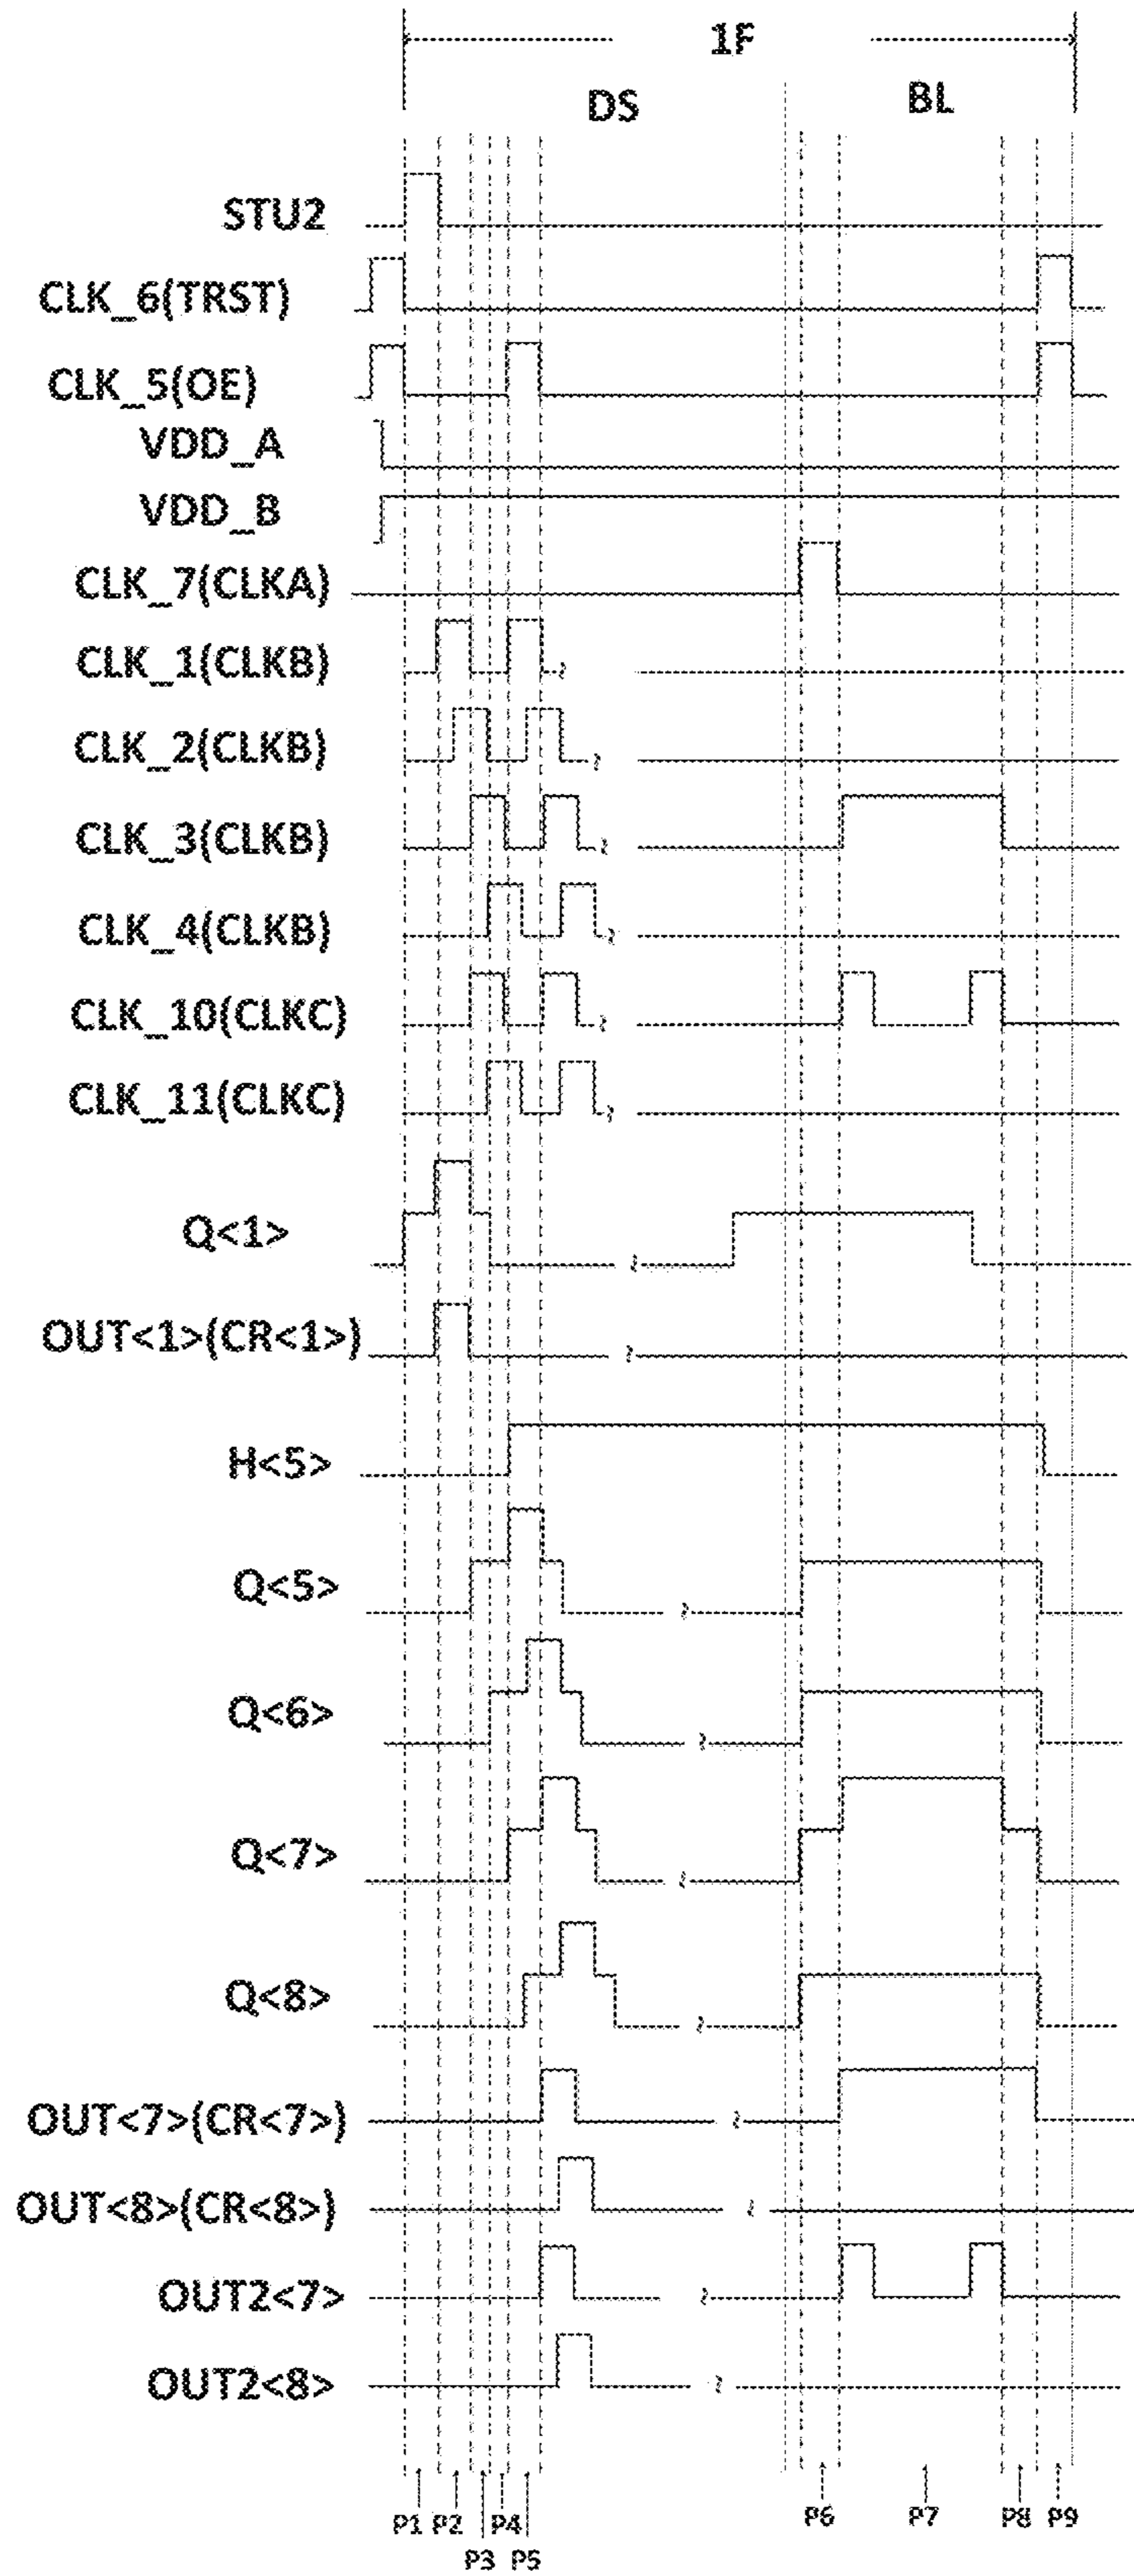 1F
DS
BL
STU2
CLK_6(TRST)
CLK_5(OE)
VDD_A
VDD_B
CLK_7(CLKA)
CLK_1(CLKB)
CLK_2(CLKB)
CLK_3(CLKB)
CLK_4(CLKB)
CLK_10(CLKC)
CLK_11(CLKC)
Q<1>
OUT<1>(CR<1>)
H<5>
Q<5>
Q<6>
Q<7>
Q<8>
OUT<7>(CR<7>)
OUT<8>(CR<8>)
OUT2<7>
OUT2<8>
P1 P2 P4 P6 P7 P8 P9
P3 P5